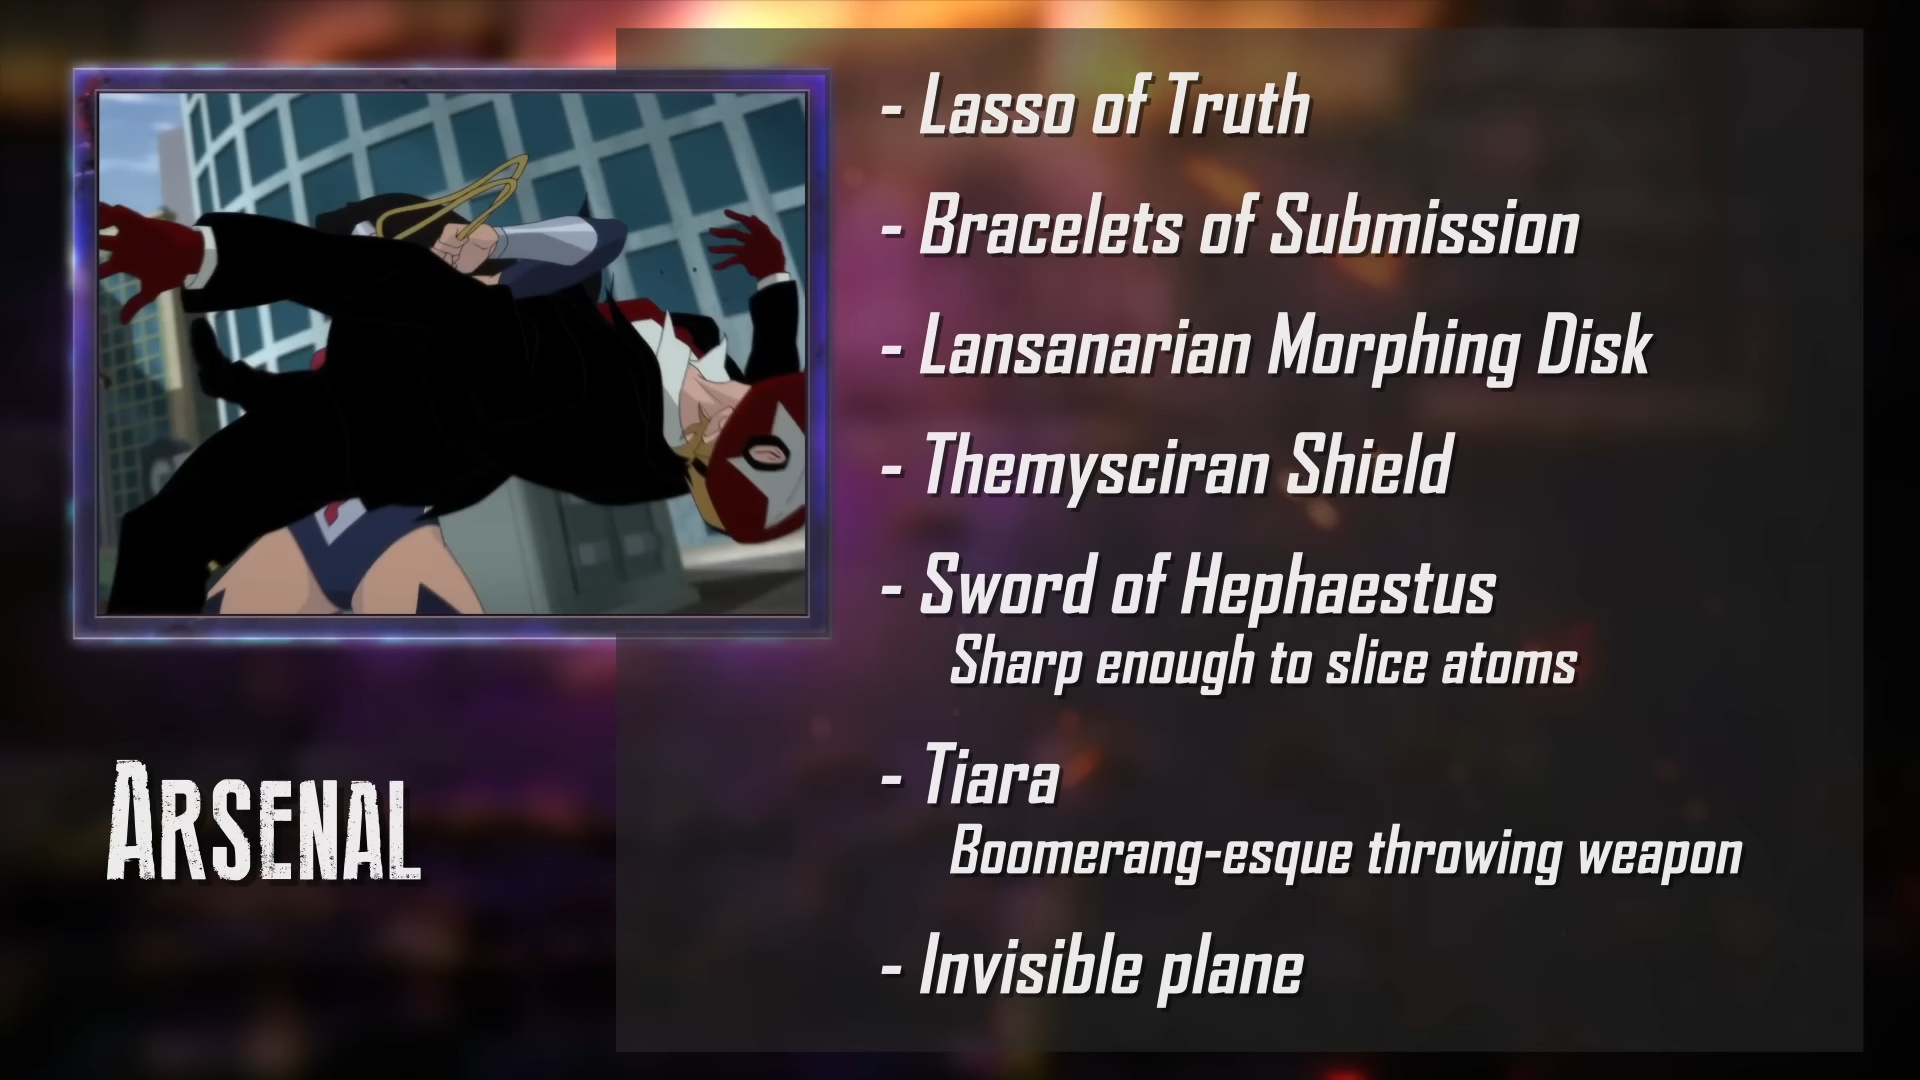 - Lasso of Truth
- Bracelets of Submission
- Lansanarian Morphing Disk
- Themysciran Shield
- Sword of Hephaestus
Sharp enough to slice atoms
- Tiara
Boomerang-esque throwing weapon
- Invisible plane
Arsenal